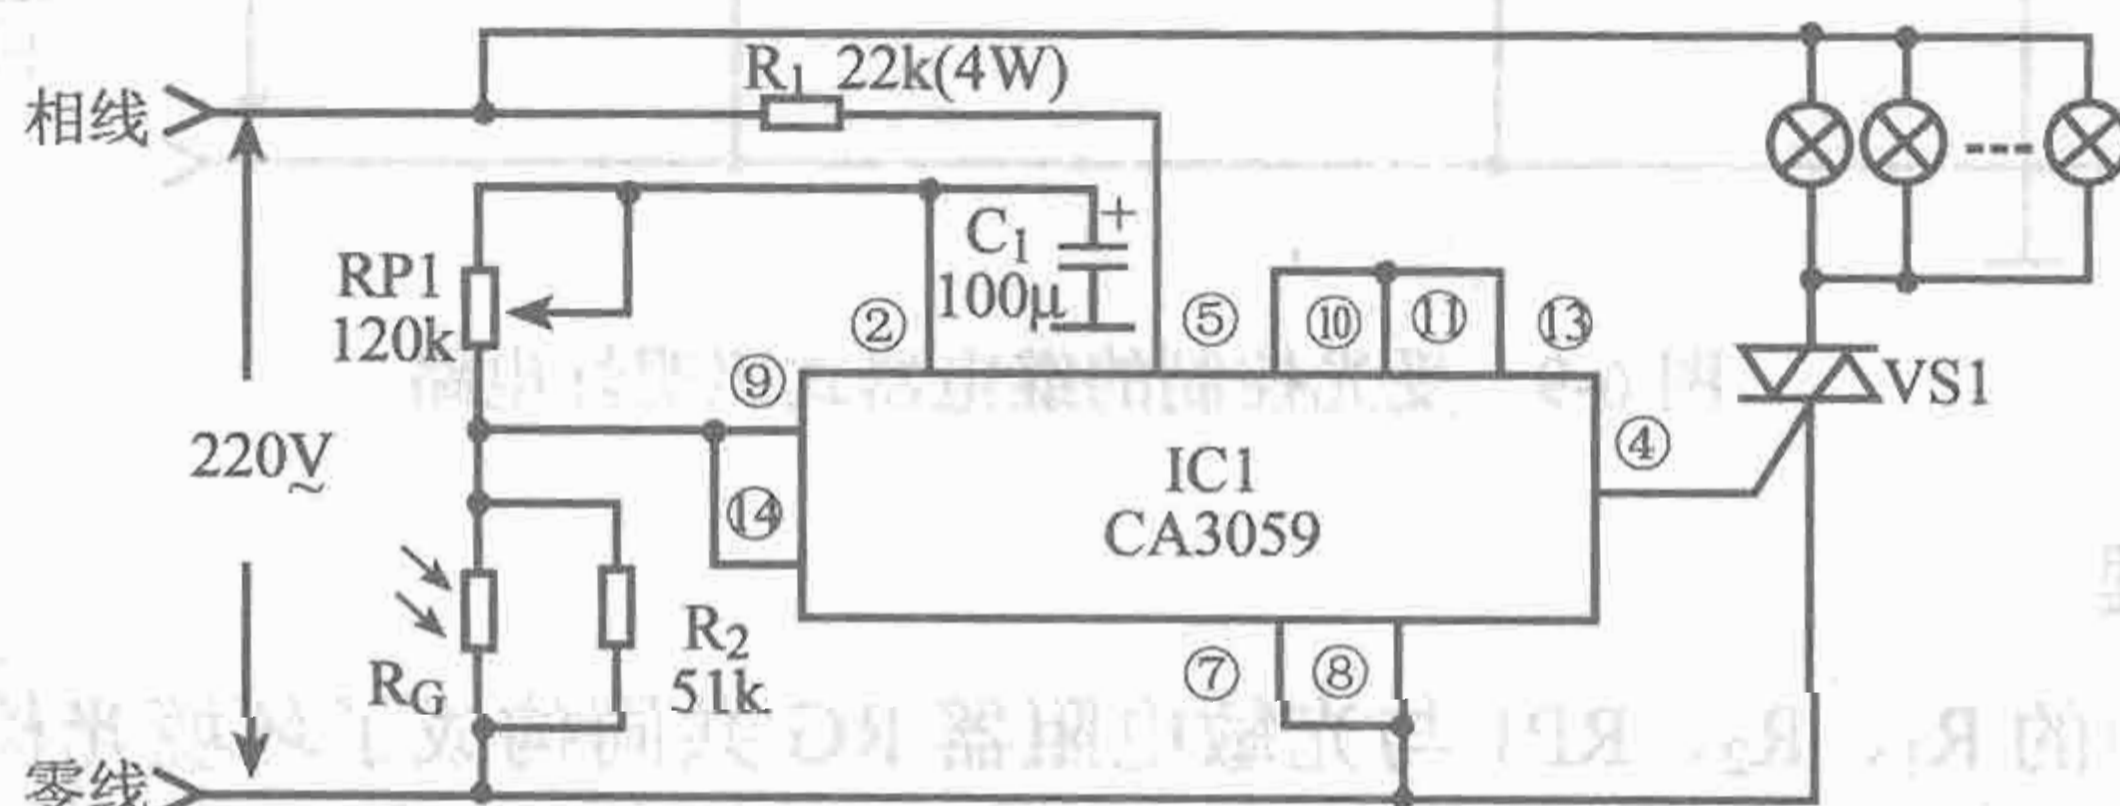 R₁ 22k(4W)
相线
RP1
120k
C₁
+
100μ
②
⑤
⑩
⑪
⑬
⑨
VS1
220V
~
④
⑭
IC1
CA3059
R_G
R₂
51k
⑦
⑧
零线